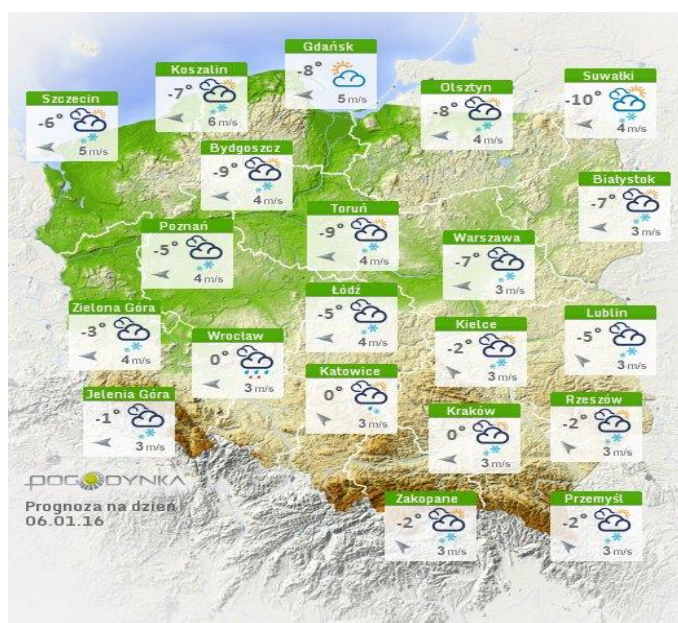 Gdańsk
-8°
5 m/s
Koszalin
-7°
6 m/s
Szczecin
-6°
5 m/s
Olsztyn
-8°
4 m/s
Suwałki
-10°
4 m/s
Bydgoszcz
-9°
4 m/s
Białystok
-7°
3 m/s
Toruń
-9°
4 m/s
Poznań
-5°
4 m/s
Warszawa
-7°
3 m/s
Łódź
-5°
4 m/s
Zielona Góra
-3°
4 m/s
Wrocław
0°
3 m/s
Kielce
-2°
3 m/s
Lublin
-5°
3 m/s
Katowice
0°
3 m/s
Jelenia Góra
-1°
3 m/s
Kraków
0°
3 m/s
Rzeszów
-2°
3 m/s
POGODYNKA
Prognoza na dzień
06.01.16
Zakopane
-2°
3 m/s
Przemyśl
-2°
3 m/s